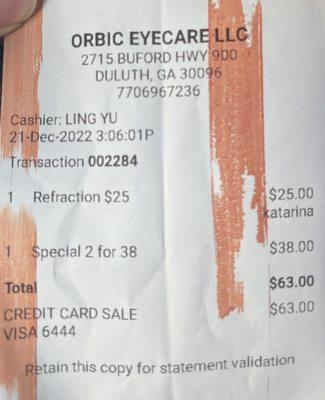 ORBIC EYECARE LLC
2715 BUFORD HWY 900
DULUTH, GA 30096
7706967236
Cashier: LING YU
21-Dec-2022 3:06:01P
Transaction 002284
1 Refraction $25 $25.00
katarina
1 Special 2 for 38 $38.00
Total $63.00
CREDIT CARD SALE $63.00
VISA 6444
Retain this copy for statement validation